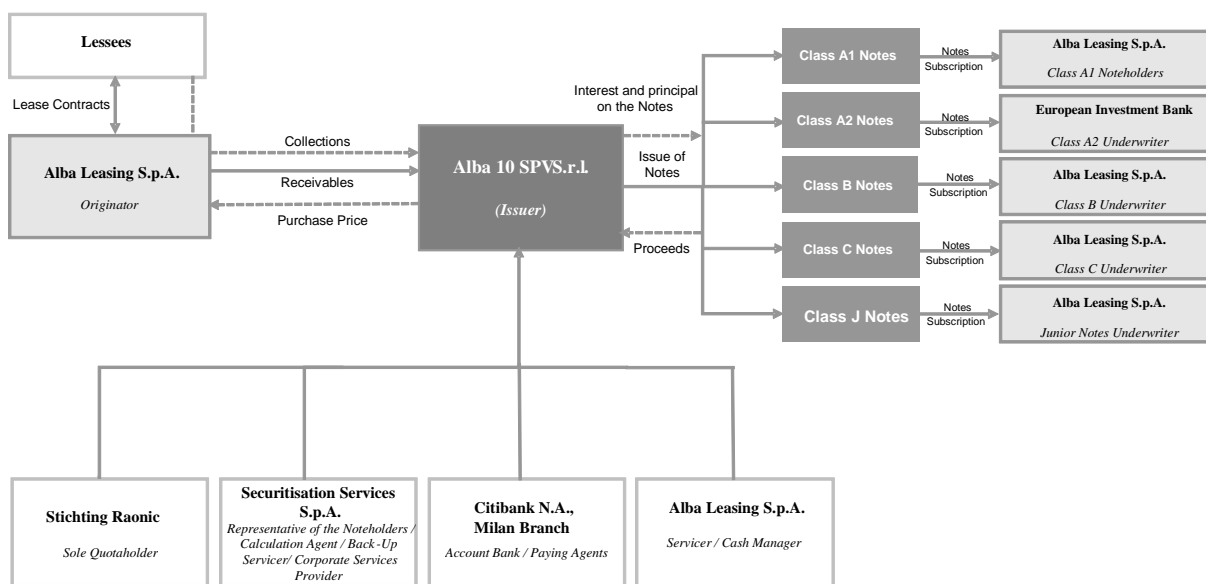 Lessees
Lease Contracts
Alba Leasing S.p.A.
Originator
Collections
Receivables
Purchase Price
Alba 10 SPVS.r.l.
(Issuer)
Interest and principal
on the Notes
Issue of
Notes
Proceeds
Class A1 Notes
Notes
Subscription
Alba Leasing S.p.A.
Class A1 Noteholders
Class A2 Notes
Notes
Subscription
European Investment Bank
Class A2 Underwriter
Class B Notes
Notes
Subscription
Alba Leasing S.p.A.
Class B Underwriter
Class C Notes
Notes
Subscription
Alba Leasing S.p.A.
Class C Underwriter
Class J Notes
Notes
Subscription
Alba Leasing S.p.A.
Junior Notes Underwriter
Stichting Raonic
Sole Quotaholder
Securitisation Services
S.p.A.
Representative of the Noteholders /
Calculation Agent / Back-Up
Servicer/ Corporate Services
Provider
Citibank N.A.,
Milan Branch
Account Bank / Paying Agents
Alba Leasing S.p.A.
Servicer / Cash Manager